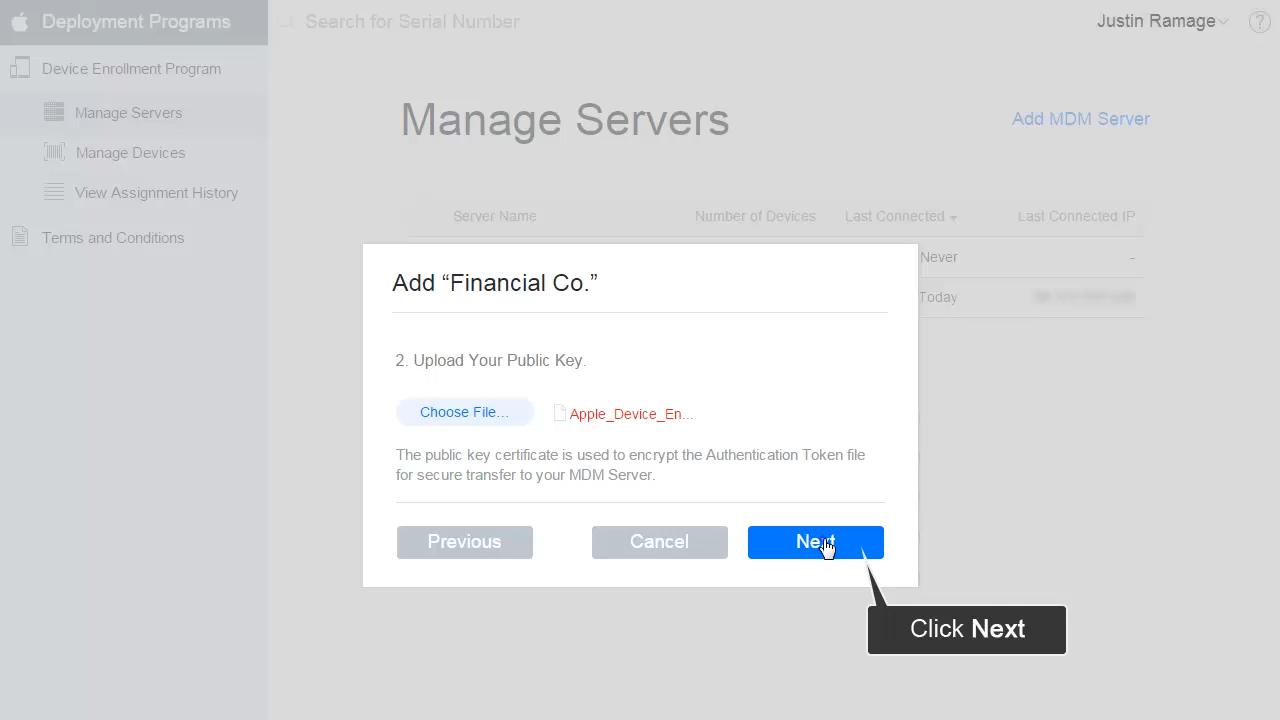 Deployment Programs
Search for Serial Number
Justin Ramage
?
Device Enrollment Program
Manage Servers
Manage Devices
View Assignment History
Terms and Conditions
Manage Servers
Add MDM Server
Server Name Number of Devices Last Connected Last Connected IP
Never -
Today
Add “Financial Co.”
2. Upload Your Public Key.
Choose File...
Apple_Device_En...
The public key certificate is used to encrypt the Authentication Token file
for secure transfer to your MDM Server.
Previous
Cancel
Next
Click Next